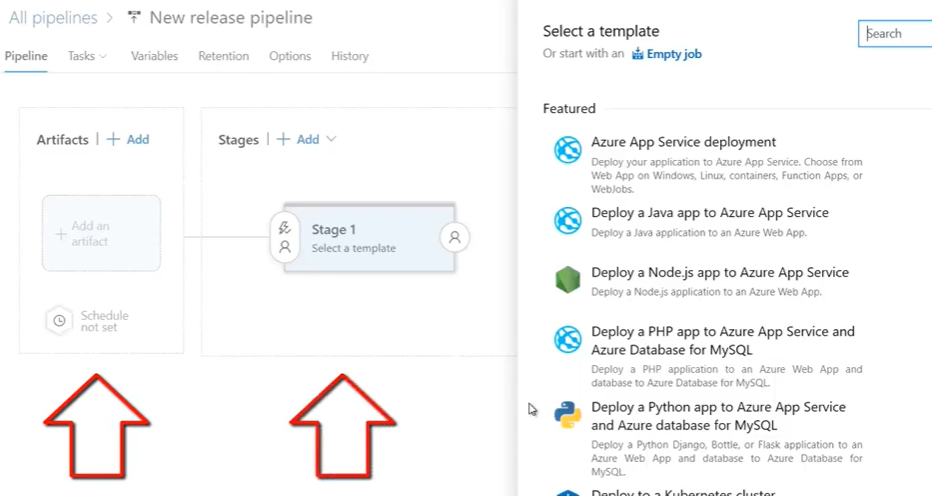 All pipelines > New release pipeline
Pipeline Tasks Variables Retention Options History
Artifacts | + Add
+ Add an
artifact
Schedule
not set
Stages | + Add
Stage 1
Select a template
Select a template
Search
Or start with an Empty job
Featured
Azure App Service deployment
Deploy your application to Azure App Service. Choose from
Web App on Windows, Linux, containers, Function Apps, or
WebJobs.
Deploy a Java app to Azure App Service
Deploy a Java application to an Azure Web App.
Deploy a Node.js app to Azure App Service
Deploy a Node.js application to an Azure Web App.
Deploy a PHP app to Azure App Service and
Azure Database for MySQL
Deploy a PHP application to an Azure Web App and
database to Azure Database for MySQL.
Deploy a Python app to Azure App Service
and Azure database for MySQL
Deploy a Python Django, Bottle, or Flask application to an
Azure Web App and database to Azure Database for
MySQL.
Deploy to a Kubernetes cluster